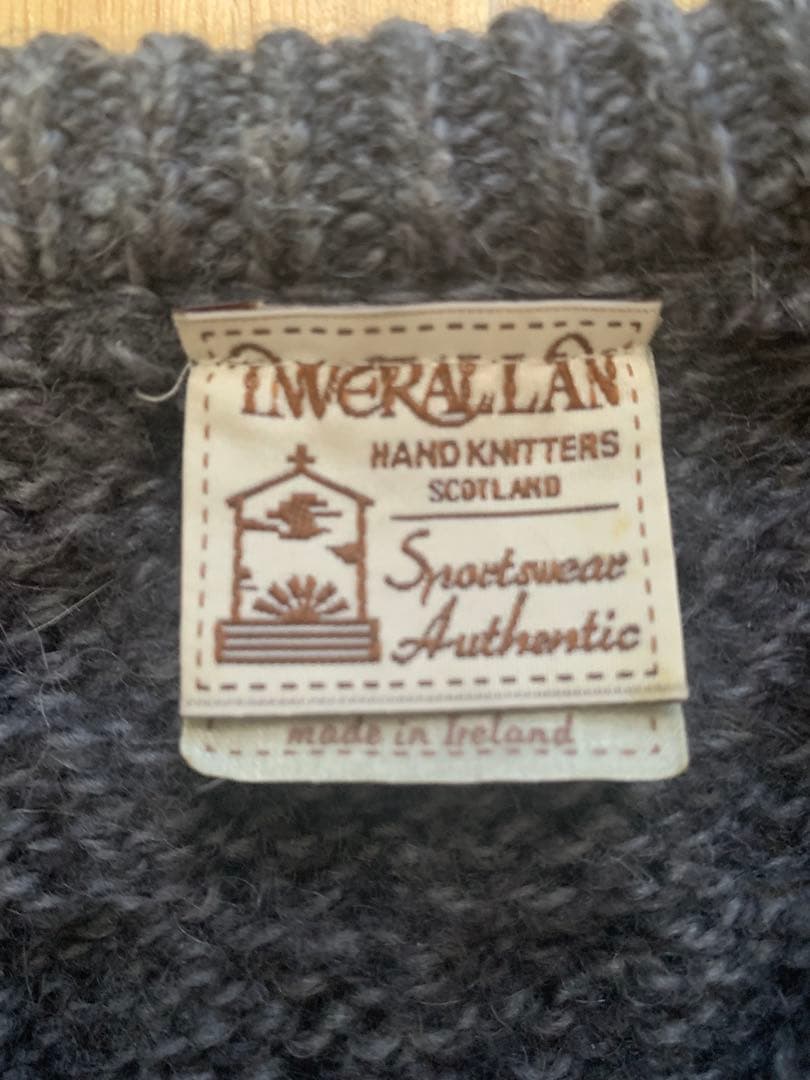 INVERALLAN
HAND KNITTERS
SCOTLAND
Sportswear
Authentic
made in Ireland